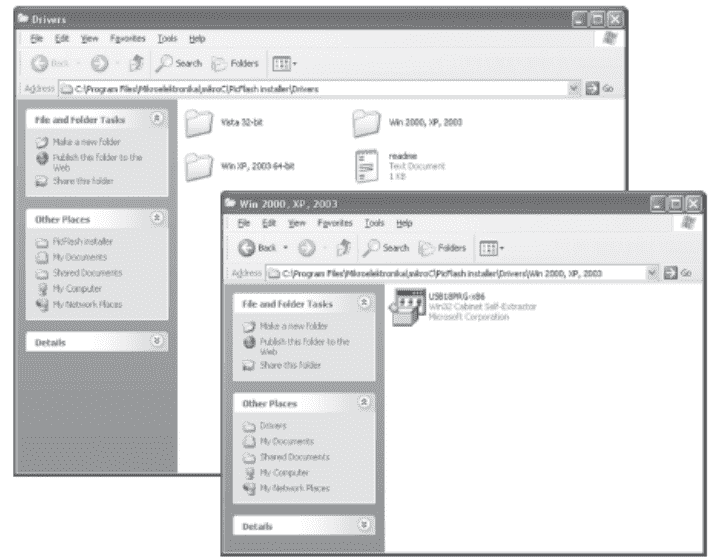 Drivers
File Edit View Favorites Tools Help
Back Search Folders
Address C:\Program Files\Mikroelektronika\mikroC\PicFlash installer\Drivers Go
File and Folder Tasks
Make a new folder
Publish this folder to the
Web
Share this folder
Other Places
PicFlash installer
My Documents
Shared Documents
My Computer
My Network Places
Details
Vista 32-bit
Win 2000, XP, 2003
Win XP, 2003 64-bit
readme
Text Document
1 KB
Win 2000, XP, 2003
File Edit View Favorites Tools Help
Back Search Folders
Address C:\Program Files\Mikroelektronika\mikroC\PicFlash installer\Drivers\Win 2000, XP, 2003 Go
File and Folder Tasks
Make a new folder
Publish this folder to the
Web
Share this folder
Other Places
Drivers
My Documents
Shared Documents
My Computer
My Network Places
Details
USB18PRG-x86
Win32 Cabinet Self-Extractor
Microsoft Corporation